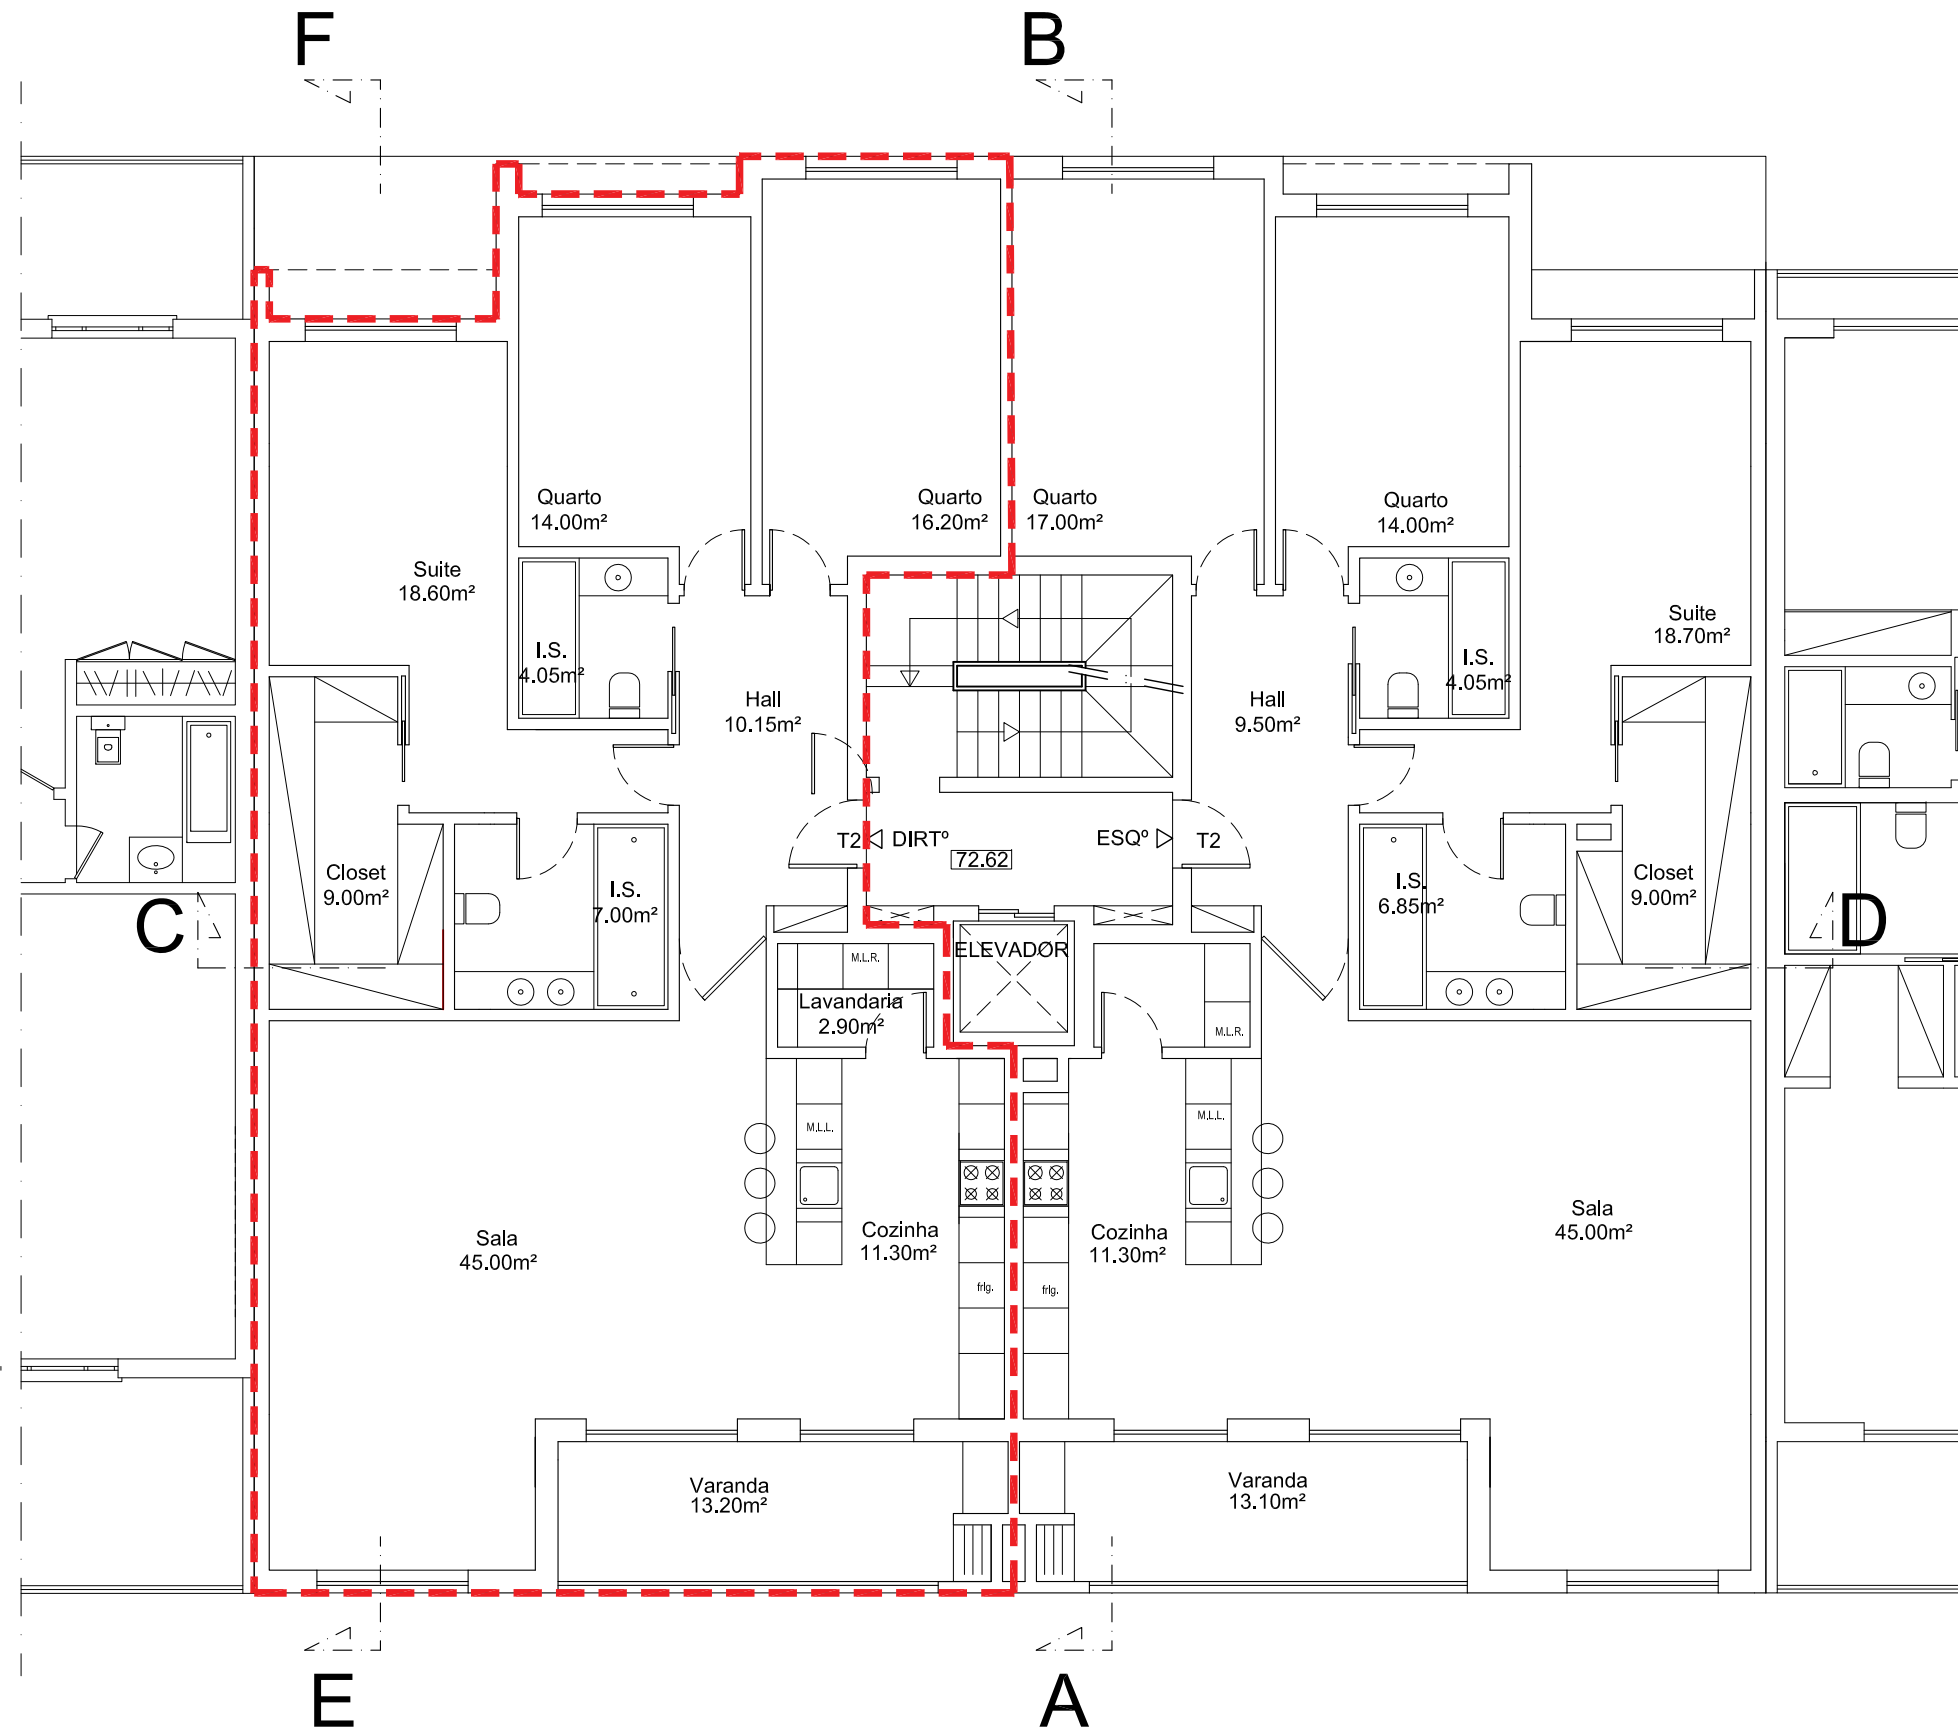 F
B
Quarto
14.00m²
Quarto
16.20m²
Quarto
17.00m²
Quarto
14.00m²
Suite
18.60m²
Suite
18.70m²
I.S.
4.05m²
I.S.
4.05m²
Hall
10.15m²
Hall
9.50m²
T2
DIRTº
ESQº
T2
72.62
Closet
9.00m²
I.S.
7.00m²
I.S.
6.85m²
Closet
9.00m²
C
D
ELEVADOR
M.L.R.
Lavandaria
2.90m²
M.L.R.
M.L.L.
M.L.L.
Sala
45.00m²
Cozinha
11.30m²
Cozinha
11.30m²
Sala
45.00m²
frig.
frig.
Varanda
13.20m²
Varanda
13.10m²
E
A